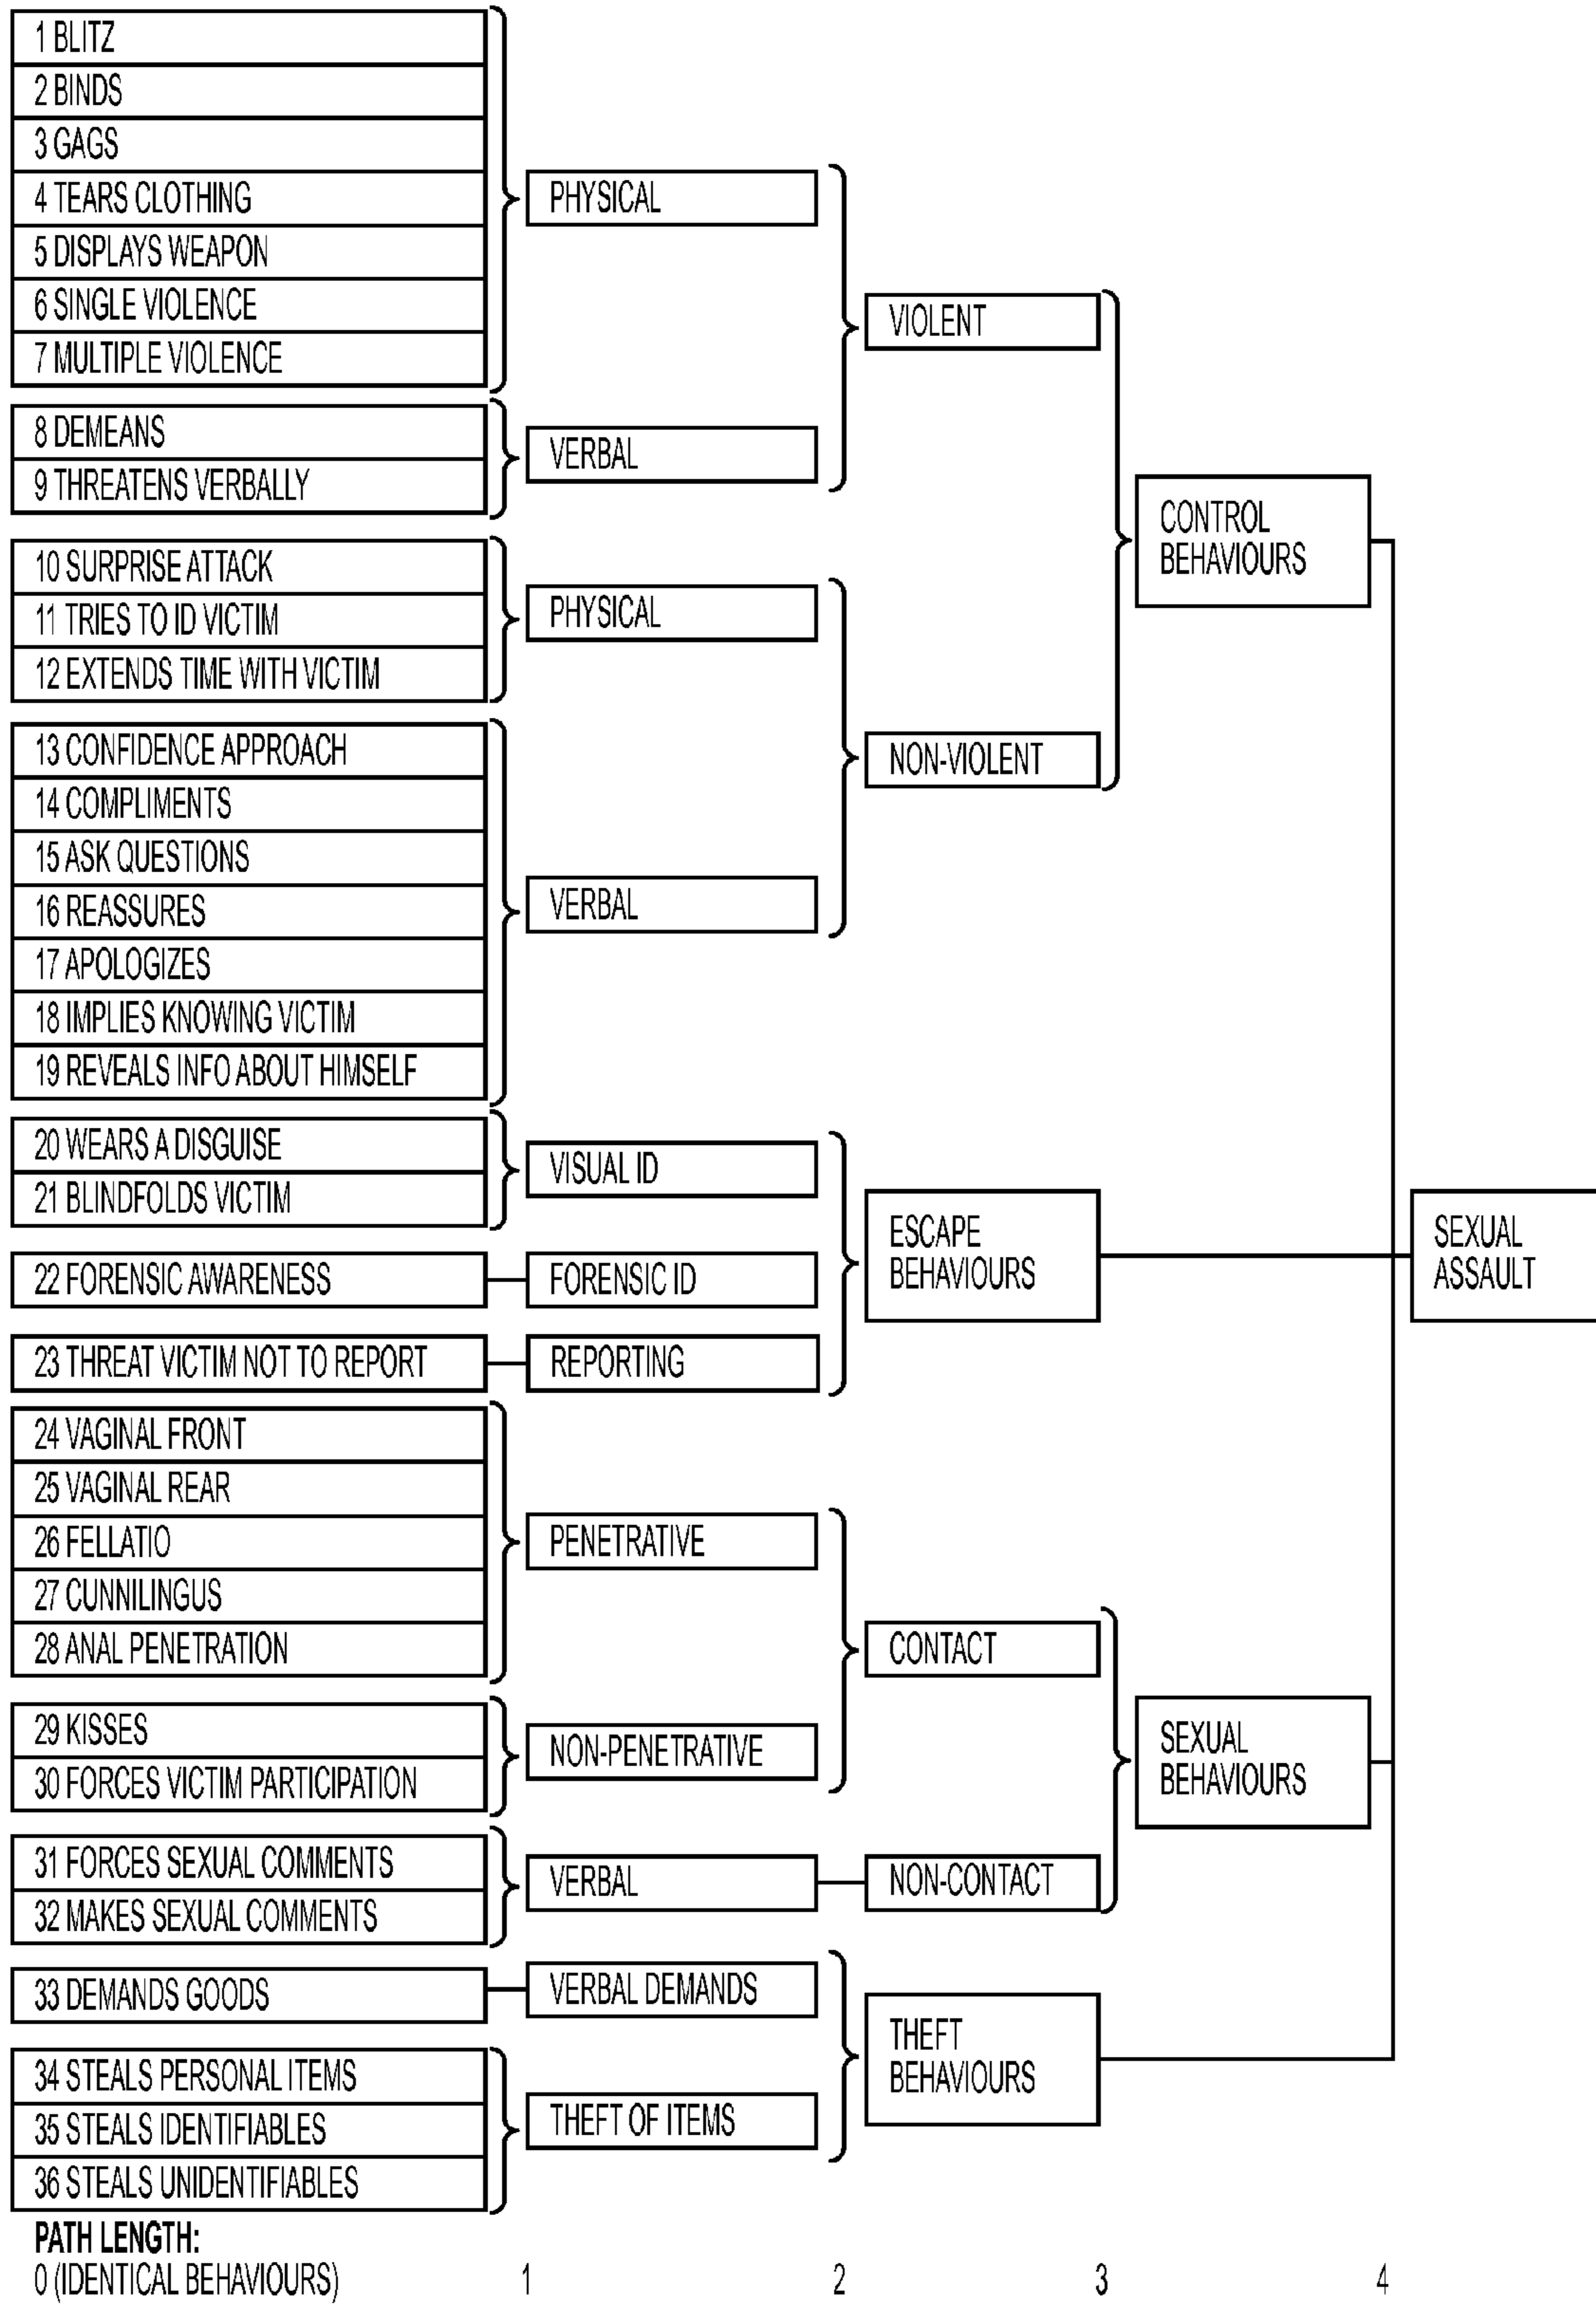 1 BLITZ
2 BINDS
3 GAGS
4 TEARS CLOTHING
5 DISPLAYS WEAPON
6 SINGLE VIOLENCE
7 MULTIPLE VIOLENCE
8 DEMEANS
9 THREATENS VERBALLY
10 SURPRISE ATTACK
11 TRIES TO ID VICTIM
12 EXTENDS TIME WITH VICTIM
13 CONFIDENCE APPROACH
14 COMPLIMENTS
15 ASK QUESTIONS
16 REASSURES
17 APOLOGIZES
18 IMPLIES KNOWING VICTIM
19 REVEALS INFO ABOUT HIMSELF
20 WEARS A DISGUISE
21 BLINDFOLDS VICTIM
22 FORENSIC AWARENESS
23 THREAT VICTIM NOT TO REPORT
24 VAGINAL FRONT
25 VAGINAL REAR
26 FELLATIO
27 CUNNILINGUS
28 ANAL PENETRATION
29 KISSES
30 FORCES VICTIM PARTICIPATION
31 FORCES SEXUAL COMMENTS
32 MAKES SEXUAL COMMENTS
33 DEMANDS GOODS
34 STEALS PERSONAL ITEMS
35 STEALS IDENTIFIABLES
36 STEALS UNIDENTIFIABLES
PHYSICAL
VERBAL
PHYSICAL
VERBAL
VISUAL ID
FORENSIC ID
REPORTING
PENETRATIVE
NON-PENETRATIVE
VERBAL
VERBAL DEMANDS
THEFT OF ITEMS
VIOLENT
NON-VIOLENT
ESCAPE
BEHAVIOURS
CONTACT
NON-CONTACT
THEFT
BEHAVIOURS
CONTROL
BEHAVIOURS
SEXUAL
BEHAVIOURS
SEXUAL
ASSAULT
PATH LENGTH:
0 (IDENTICAL BEHAVIOURS) 1 2 3 4